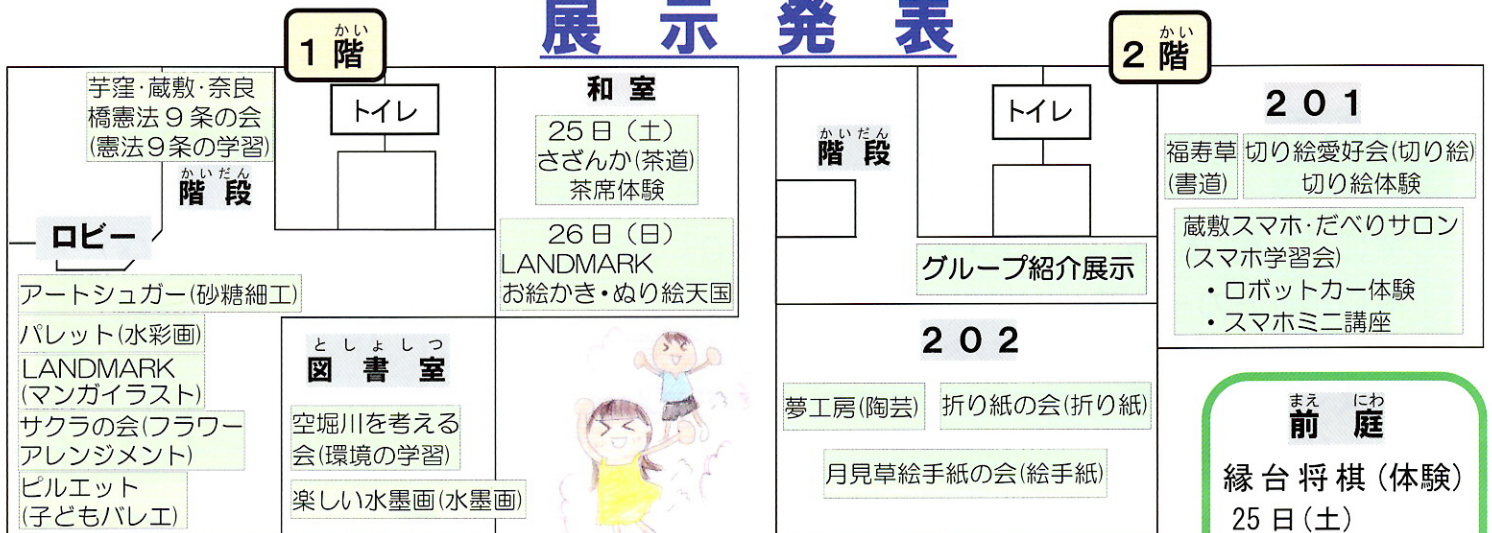 展示発表
かい
1階
芋窪・蔵敷・奈良
橋憲法9条の会
(憲法9条の学習)
かいだん
階段
トイレ
和室
25日（土）
さざんか(茶道)
茶席体験
26日（日）
LANDMARK
お絵かき・ぬり絵天国
ロビー
アートシュガー(砂糖細工)
パレット(水彩画)
LANDMARK
(マンガイラスト)
サクラの会(フラワー
アレンジメント)
ピルエット
(子どもバレエ)
としょしつ
図書室
空堀川を考える
会(環境の学習)
楽しい水墨画(水墨画)
かい
2階
かいだん
階段
トイレ
グループ紹介展示
201
福寿草
(書道)
切り絵愛好会(切り絵)
切り絵体験
蔵敷スマホ・だべりサロン
(スマホ学習会)
・ロボットカー体験
・スマホミニ講座
202
夢工房(陶芸)
折り紙の会(折り紙)
月見草絵手紙の会(絵手紙)
まえ にわ
前庭
縁台将棋（体験）
25日(土)